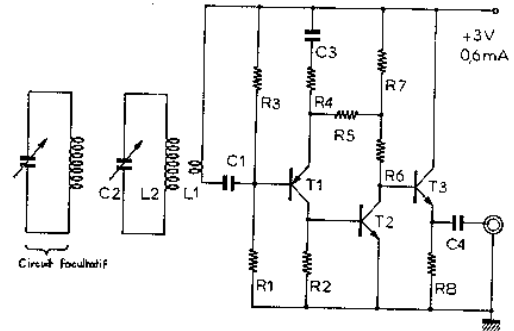 +3V
0,6mA
C3
R3
R4
R7
R5
C1
R6
C2
L2
L1
T1
T3
T2
C4
Circuit facultatif
R1
R2
R8